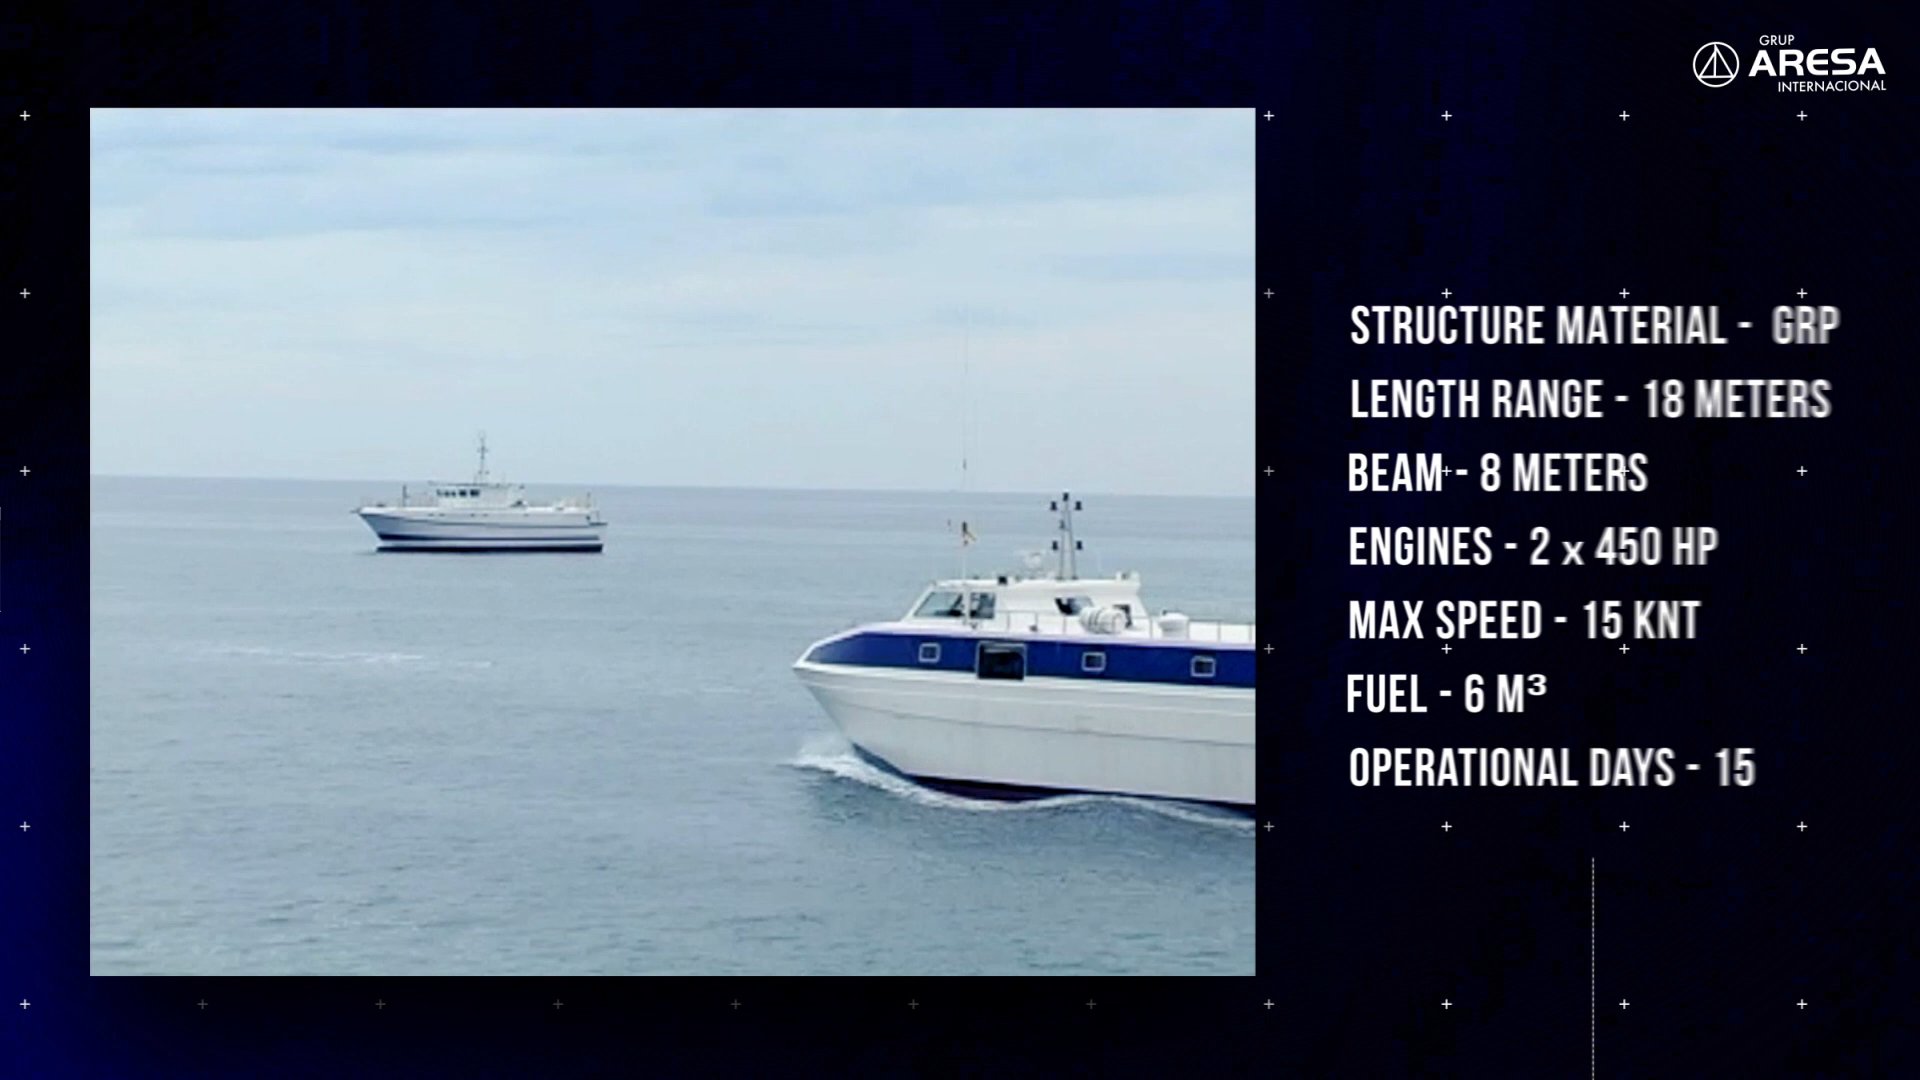 GRUP
ARESA
INTERNACIONAL
STRUCTURE MATERIAL - GRP
LENGTH RANGE - 18 METERS
BEAM - 8 METERS
ENGINES - 2 x 450 HP
MAX SPEED - 15 KNT
FUEL - 6 M³
OPERATIONAL DAYS - 15